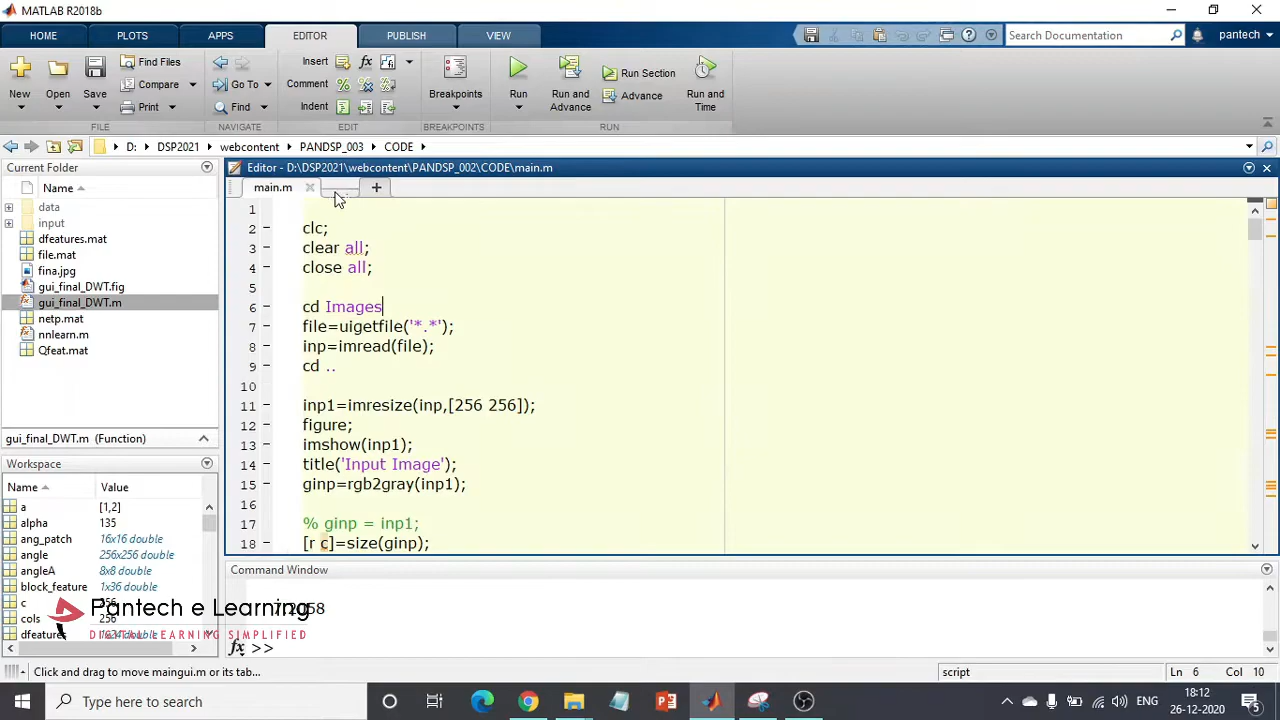 MATLAB R2018b
HOME PLOTS APPS EDITOR PUBLISH VIEW Search Documentation pantech
New Open Save Find Files Compare Print Go To Find Insert Comment Indent fx Breakpoints Run Run and Advance Run Section Advance Run and Time
FILE NAVIGATE EDIT BREAKPOINTS RUN
D: DSP2021 webcontent PANDSP_003 CODE
Current Folder
Name
data
input
dfeatures.mat
file.mat
fina.jpg
gui_final_DWT.fig
gui_final_DWT.m
netp.mat
nnlearn.m
Qfeat.mat
gui_final_DWT.m (Function)
Workspace
Name Value
a [1,2]
alpha 135
ang_patch 16x16 double
angle 256x256 double
angleA 8x8 double
block_feature 1x36 double
c 256
cols 256
Editor - D:\DSP2021\webcontent\PANDSP_002\CODE\main.m
main.m +
1
2 - clc;
3 - clear all;
4 - close all;
5
6 - cd Images
7 - file=uigetfile('*.*');
8 - inp=imread(file);
9 - cd ..
10
11 - inp1=imresize(inp,[256 256]);
12 - figure;
13 - imshow(inp1);
14 - title('Input Image');
15 - ginp=rgb2gray(inp1);
16
17 % ginp = inp1;
18 - [r c]=size(ginp);
Command Window
fx >>
Pantech e Learning
DIGITAL LEARNING SIMPLIFIED
Click and drag to move maingui.m or its tab...
script Ln 6 Col 10
Type here to search
ENG
18:12
26-12-2020
5